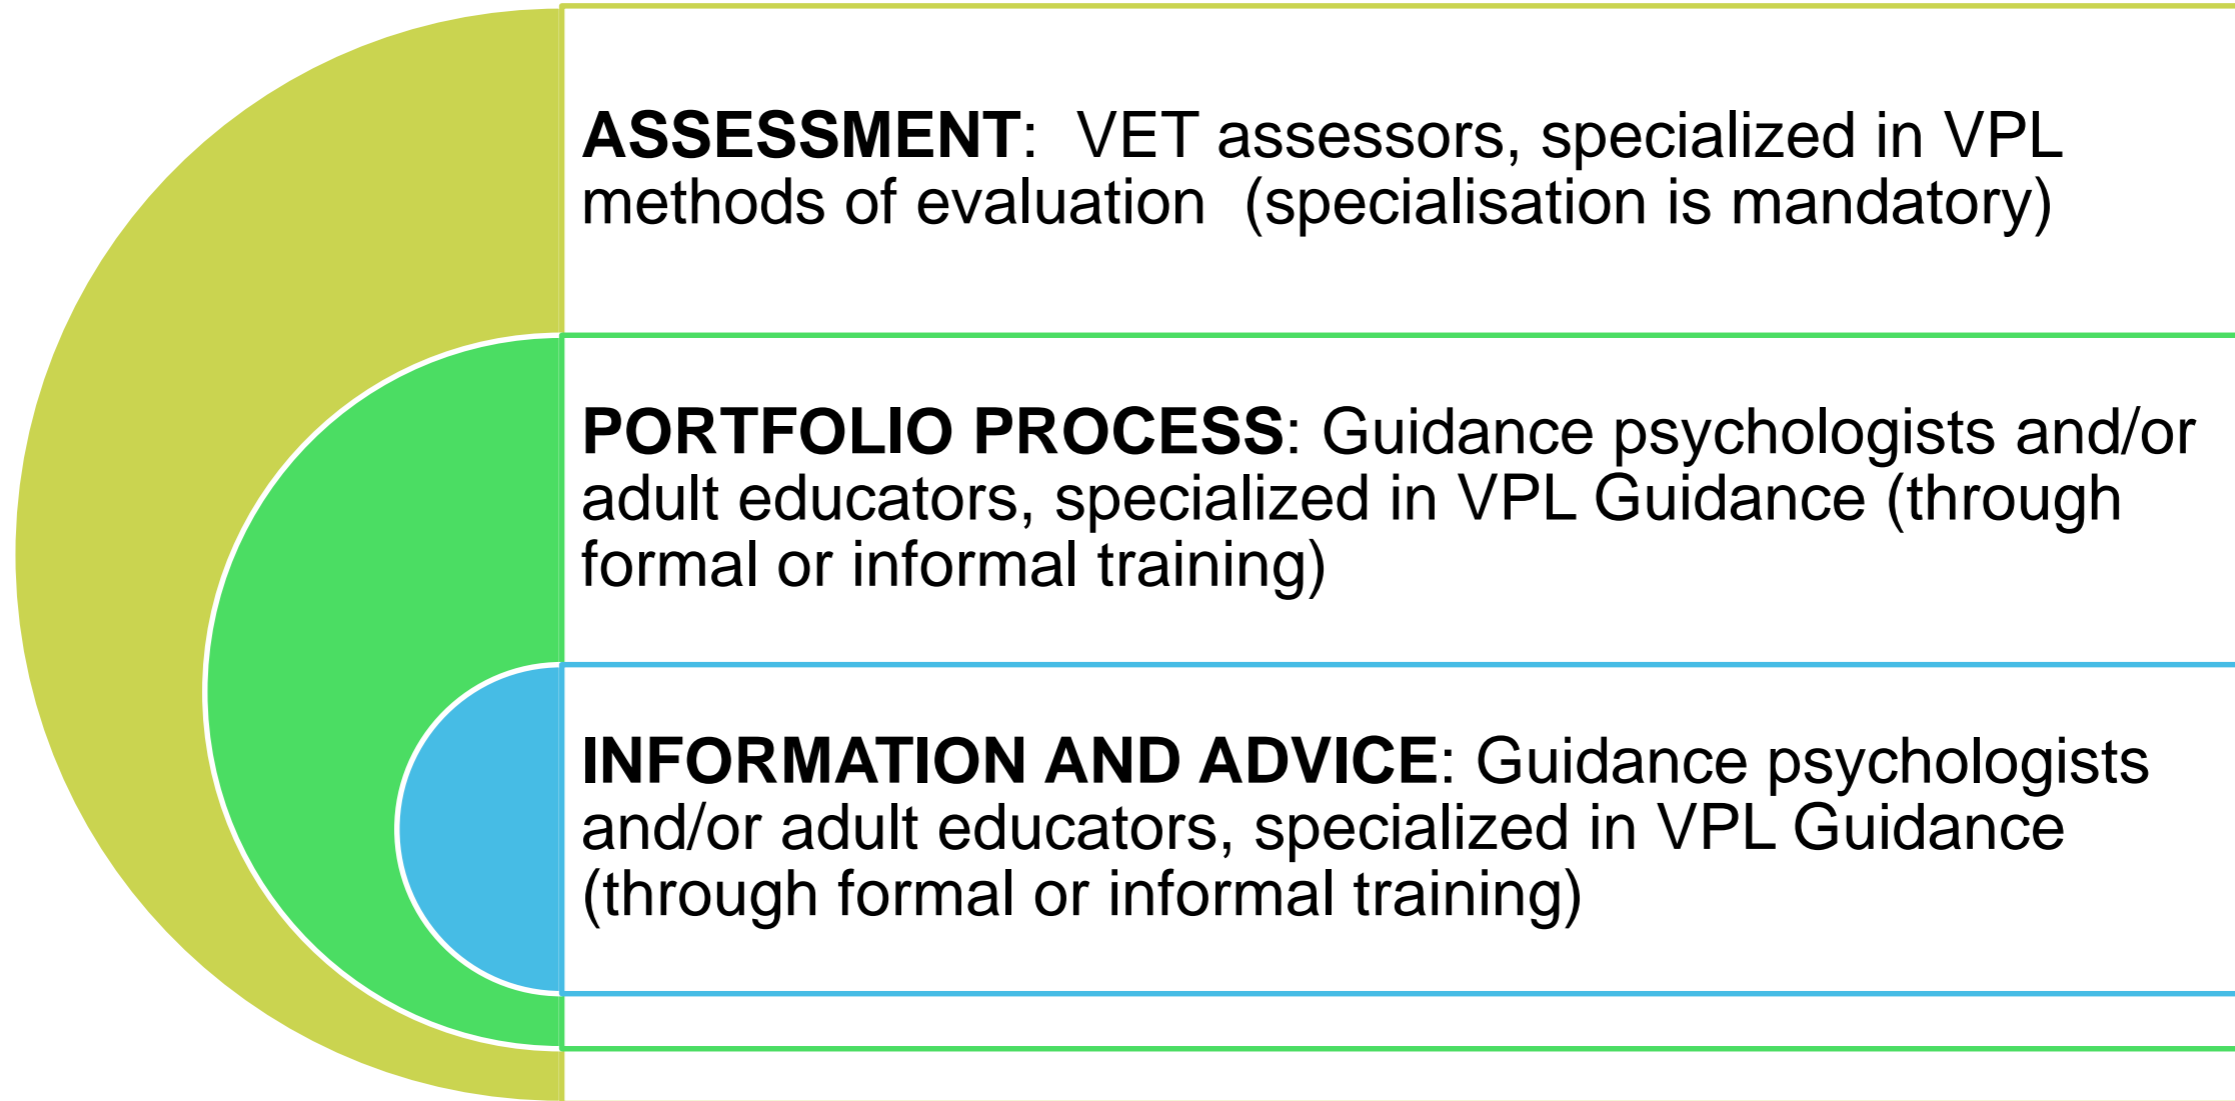 ASSESSMENT:  VET assessors, specialized in VPL
methods of evaluation  (specialisation is mandatory)
PORTFOLIO PROCESS: Guidance psychologists and/or
adult educators, specialized in VPL Guidance (through
formal or informal training)
INFORMATION AND ADVICE: Guidance psychologists
and/or adult educators, specialized in VPL Guidance
(through formal or informal training)